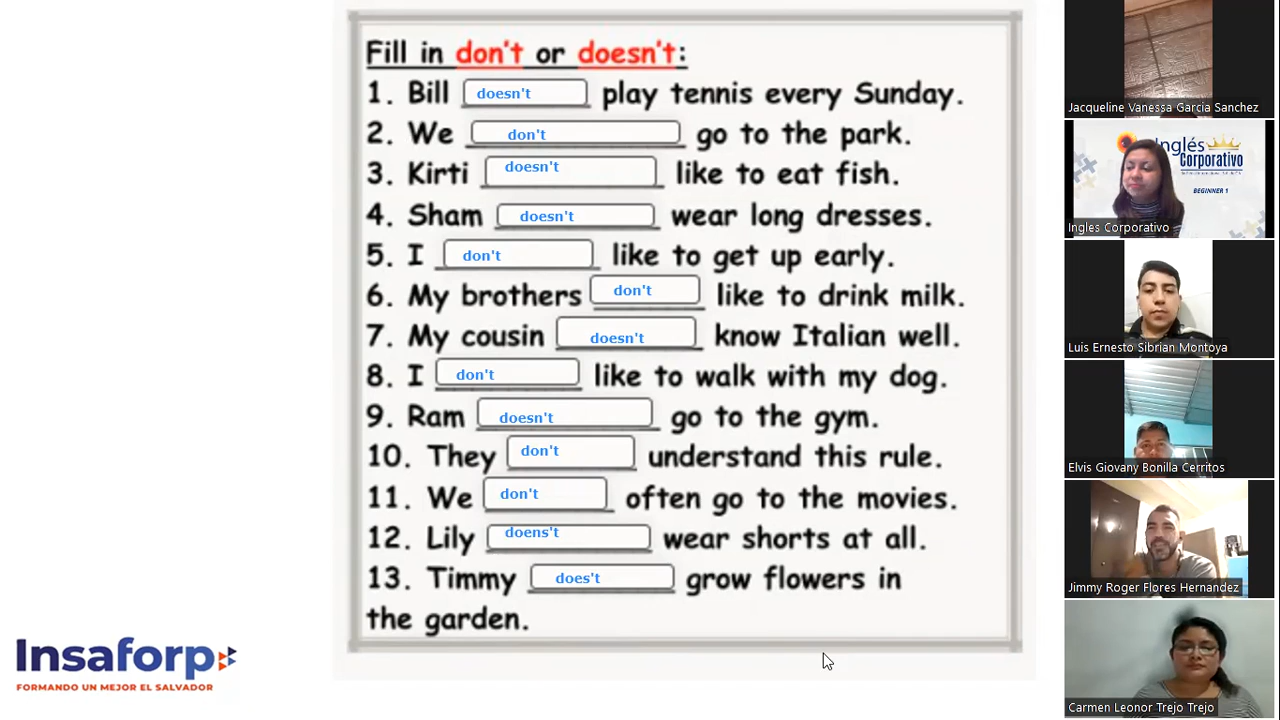 Fill in don't or doesn't:
1. Bill doesn't play tennis every Sunday.
2. We don't go to the park.
3. Kirti doesn't like to eat fish.
4. Sham doesn't wear long dresses.
5. I don't like to get up early.
6. My brothers don't like to drink milk.
7. My cousin doesn't know Italian well.
8. I don't like to walk with my dog.
9. Ram doesn't go to the gym.
10. They don't understand this rule.
11. We don't often go to the movies.
12. Lily doens't wear shorts at all.
13. Timmy does't grow flowers in
the garden.
Insaforp
FORMANDO UN MEJOR EL SALVADOR
Jacqueline Vanessa Garcia Sanchez
Inglés
Corporativo
BEGINNER 1
Ingles Corporativo
Luis Ernesto Sibrian Montoya
Elvis Giovany Bonilla Cerritos
Jimmy Roger Flores Hernandez
Carmen Leonor Trejo Trejo